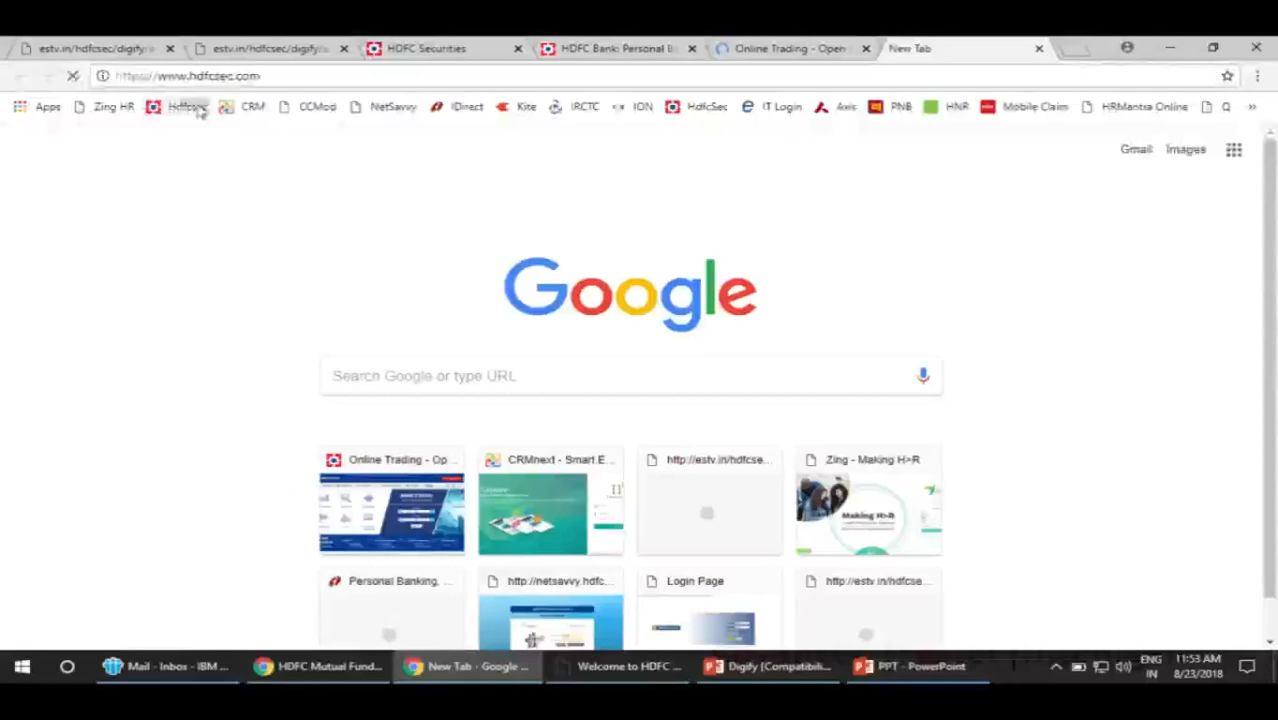 estv.in/hdfcsec/digify
estv.in/hdfcsec/digify
HDFC Securities
HDFC Bank: Personal B
Online Trading - Open
New Tab
https://www.hdfcsec.com
Apps
Zing HR
Hdfcsec
CRM
CCMod
NetSavvy
IDirect
Kite
IRCTC
ION
HdfcSec
IT Login
Axis
PNB
HNR
Mobile Claim
HRMantra Online
Q
»
Gmail
Images
Google
Search Google or type URL
Online Trading - Op...
CRMnext - Smart.E...
http://estv.in/hdfcse...
Zing - Making H>R
Making H>R
Personal Banking, ...
http://netsavvy.hdfc...
Login Page
http://estv.in/hdfcse...
Mail - Inbox - IBM ...
HDFC Mutual Fund...
New Tab - Google ...
Welcome to HDFC ...
Digify [Compatibili...
PPT - PowerPoint
ENG
IN
11:53 AM
8/23/2018